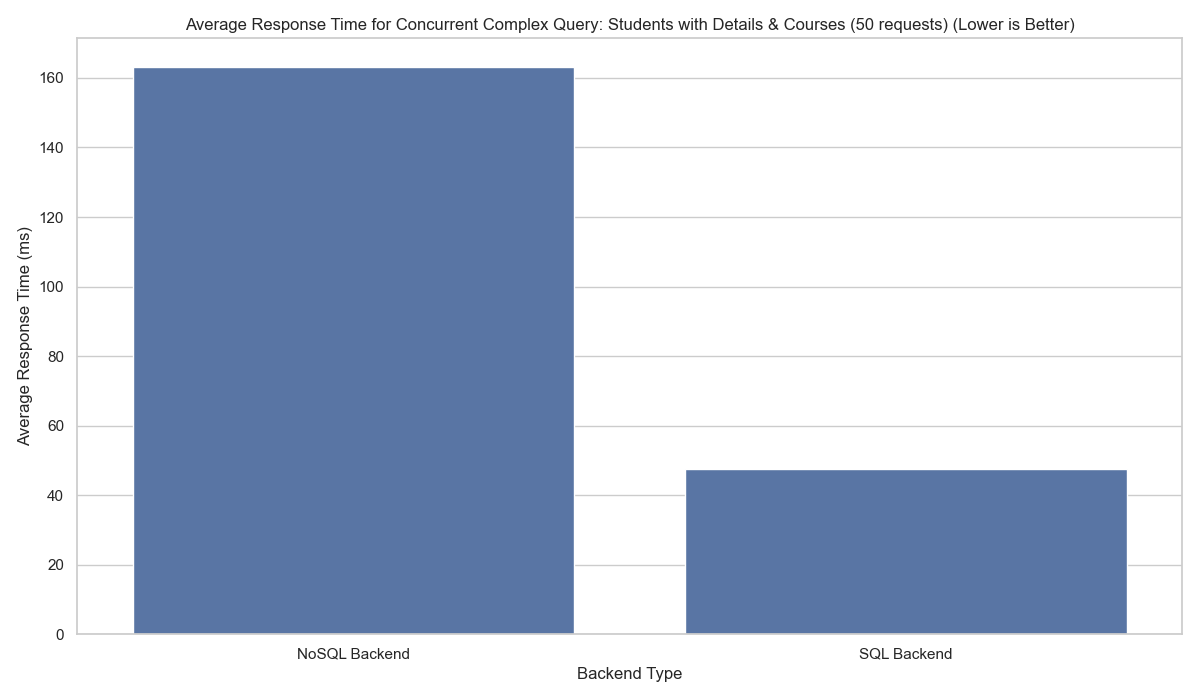 Average Response Time for Concurrent Complex Query: Students with Details & Courses (50 requests) (Lower is Better)
160
140
120
100
80
60
40
20
0
Average Response Time (ms)
NoSQL Backend
SQL Backend
Backend Type